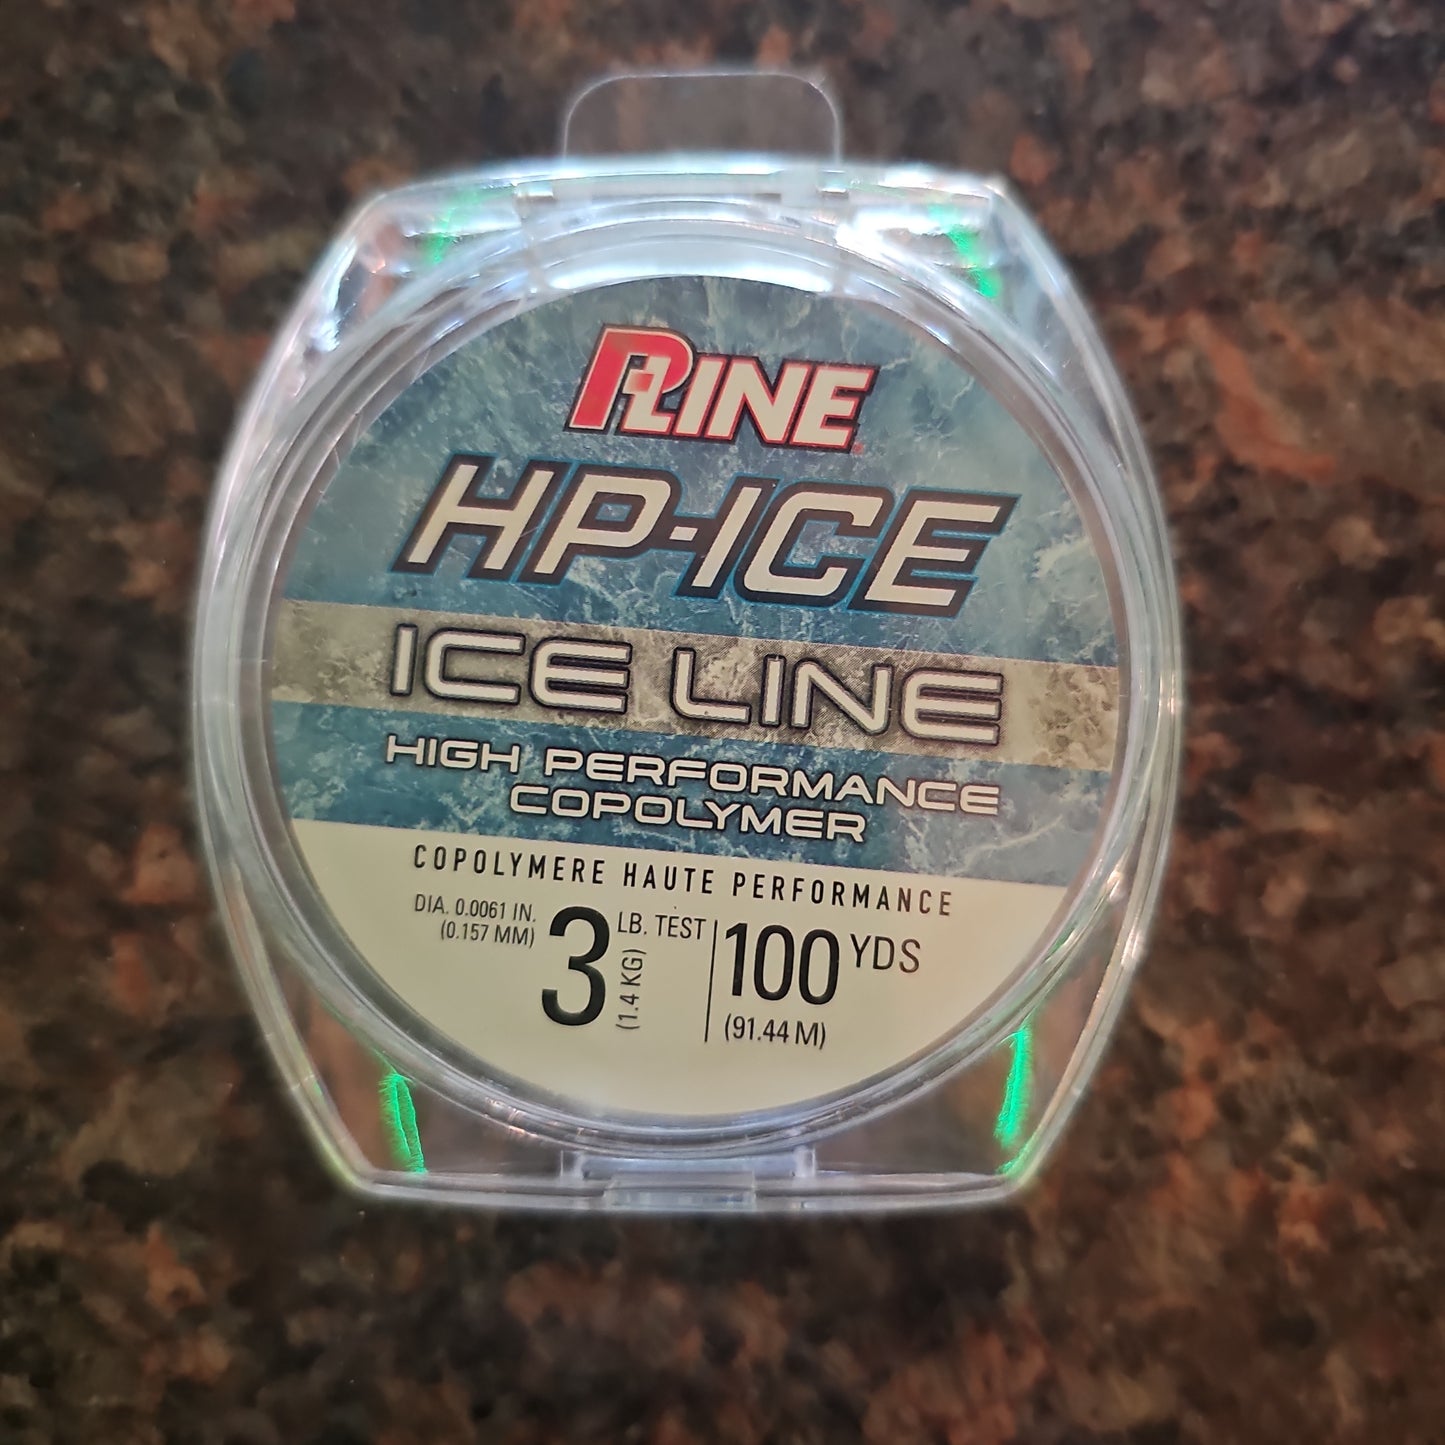 P-LINE
HP-ICE
ICE LINE
HIGH PERFORMANCE
COPOLYMER
COPOLYMERE HAUTE PERFORMANCE
DIA. 0.0061 IN.
(0.157 MM)
3 LB. TEST
(1.4 KG)
100 YDS
(91.44 M)